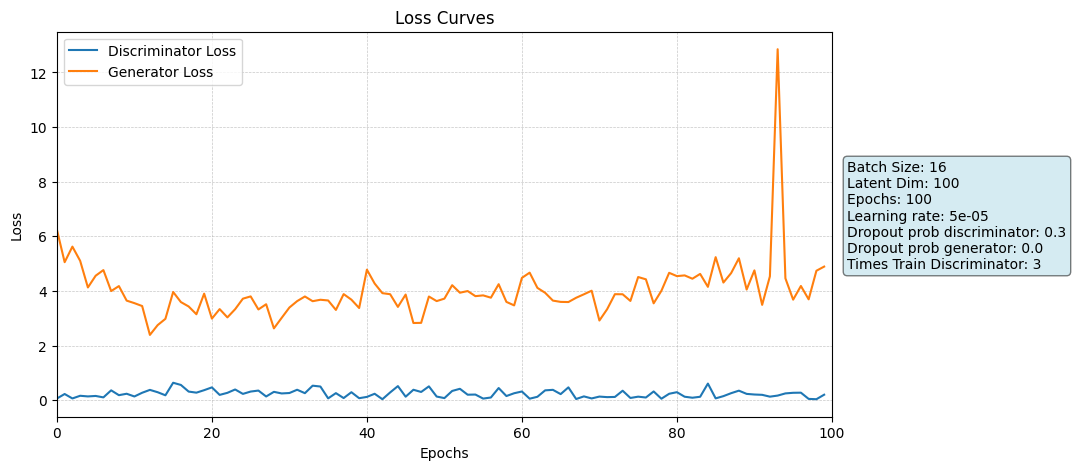 Loss Curves
Discriminator Loss
Generator Loss
Loss
12
10
8
6
4
2
0
0 20 40 60 80 100
Epochs
Batch Size: 16
Latent Dim: 100
Epochs: 100
Learning rate: 5e-05
Dropout prob discriminator: 0.3
Dropout prob generator: 0.0
Times Train Discriminator: 3